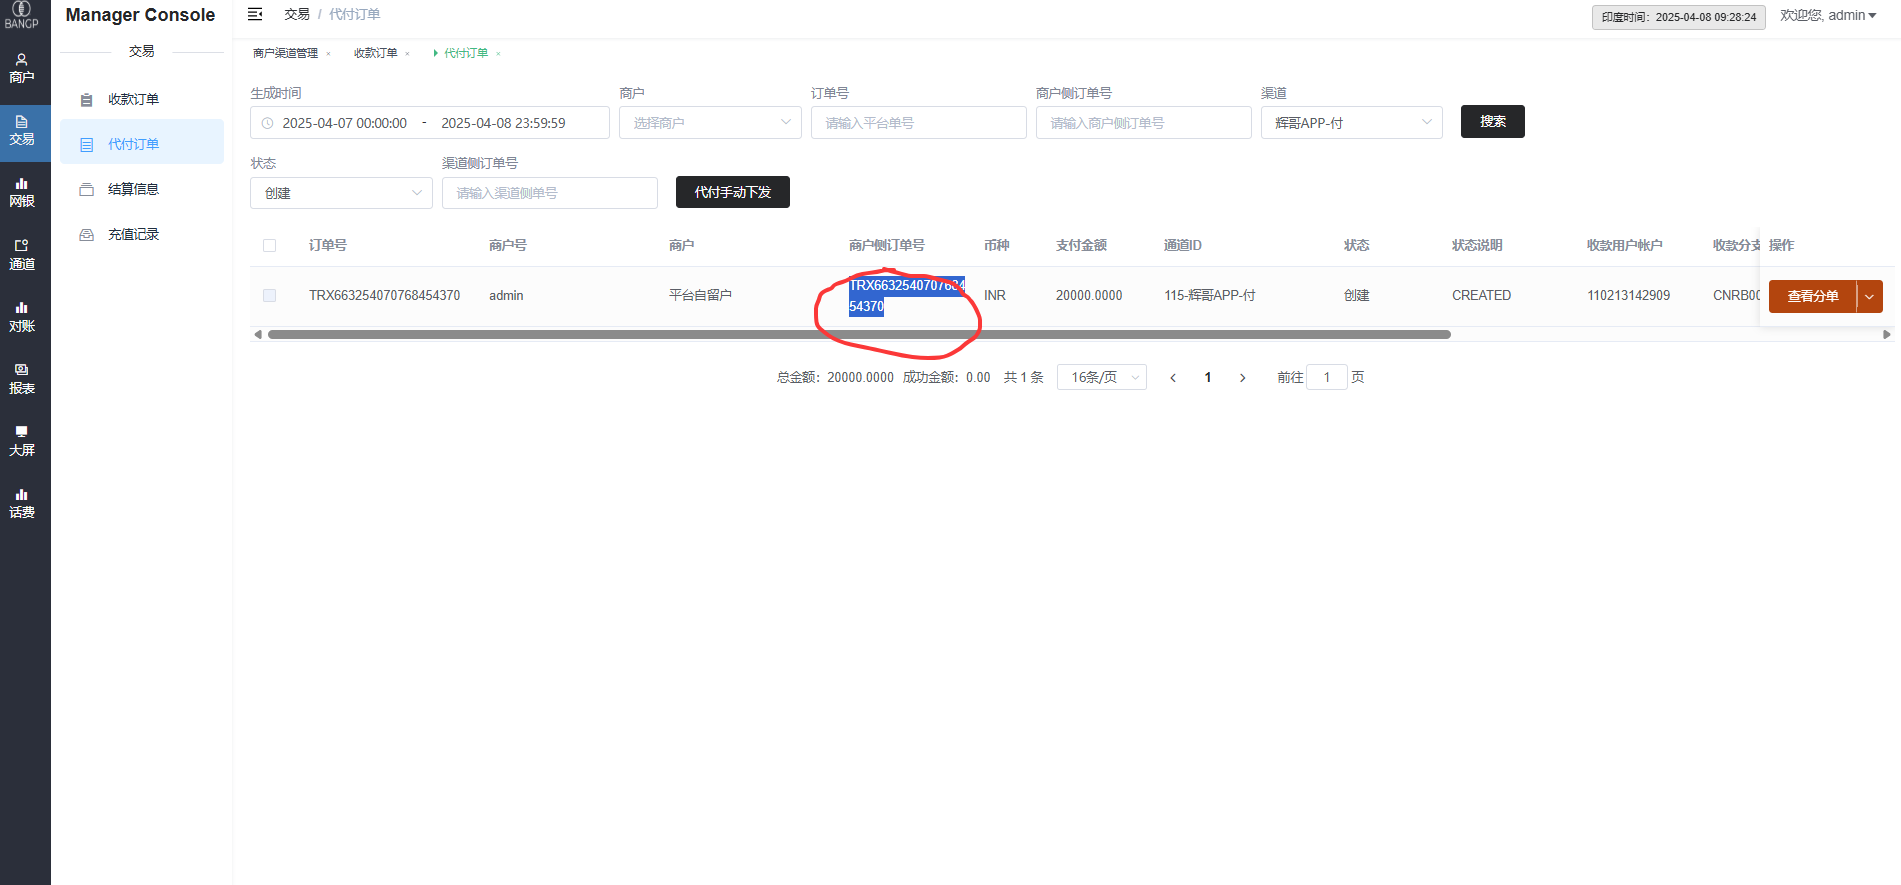 BANGP
Manager Console
交易 / 代付订单
印度时间：2025-04-08 09:28:24
欢迎您, admin
商户
交易
网银
通道
对账
报表
大屏
话费
交易
收款订单
代付订单
结算信息
充值记录
商户渠道管理 × 收款订单 × 代付订单 ×
生成时间 商户 订单号 商户侧订单号 渠道
2025-04-07 00:00:00 - 2025-04-08 23:59:59 选择商户 请输入平台单号 请输入商户侧订单号 辉哥APP-付 搜索
状态 渠道侧订单号
创建 请输入渠道侧单号 代付手动下发
订单号 商户号 商户 商户侧订单号 币种 支付金额 通道ID 状态 状态说明 收款用户帐户 收款分支 操作
TRX663254070768454370 admin 平台自留户 TRX6632540707684 INR 20000.0000 115-辉哥APP-付 创建 CREATED 110213142909 CNRB00 查看分单
54370
总金额：20000.0000 成功金额：0.00 共 1 条 16条/页 1 前往 1 页